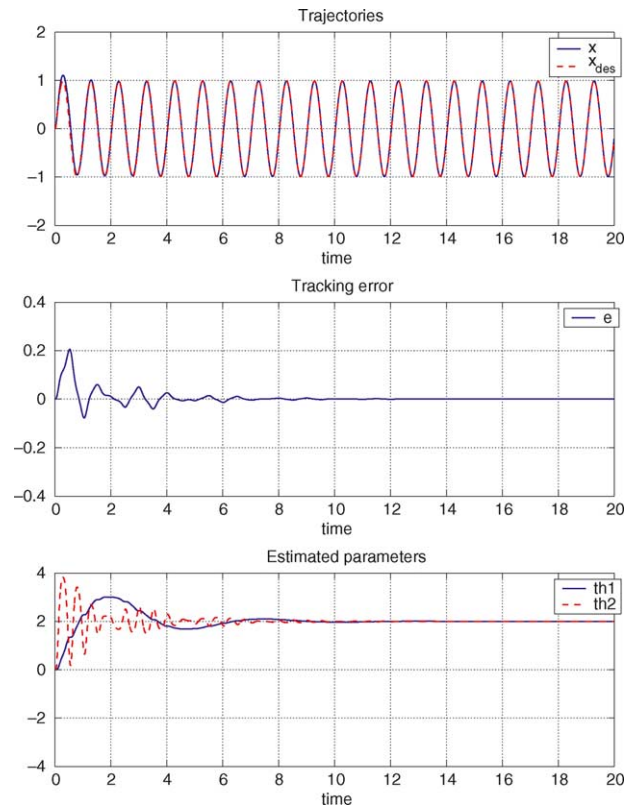 Trajectories
2
1
0
−1
−2
x
x_des
0 2 4 6 8 10 12 14 16 18 20
time
Tracking error
0.4
0.2
0
−0.2
−0.4
e
0 2 4 6 8 10 12 14 16 18 20
time
Estimated parameters
4
2
0
−2
−4
th1
th2
0 2 4 6 8 10 12 14 16 18 20
time